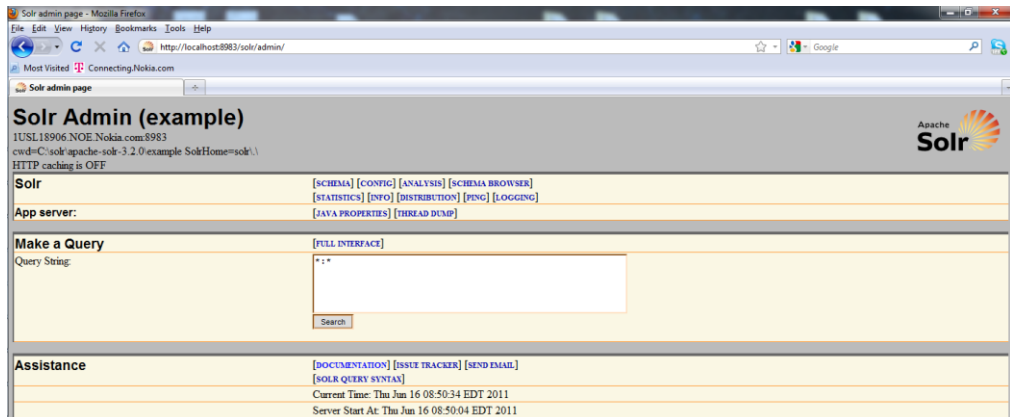 Solr admin page - Mozilla Firefox
File Edit View History Bookmarks Tools Help
http://localhost:8983/solr/admin/
Google
Most Visited Connecting.Nokia.com
Solr admin page
Solr Admin (example)
1USL18906.NOE.Nokia.com:8983
cwd=C:\solr\apache-solr-3.2.0\example SolrHome=solr\.\
HTTP caching is OFF
Apache
Solr
Solr
[SCHEMA] [CONFIG] [ANALYSIS] [SCHEMA BROWSER]
[STATISTICS] [INFO] [DISTRIBUTION] [PING] [LOGGING]
App server:
[JAVA PROPERTIES] [THREAD DUMP]
Make a Query
[FULL INTERFACE]
Query String:
*:*
Search
Assistance
[DOCUMENTATION] [ISSUE TRACKER] [SEND EMAIL]
[SOLR QUERY SYNTAX]
Current Time: Thu Jun 16 08:50:34 EDT 2011
Server Start At: Thu Jun 16 08:50:04 EDT 2011